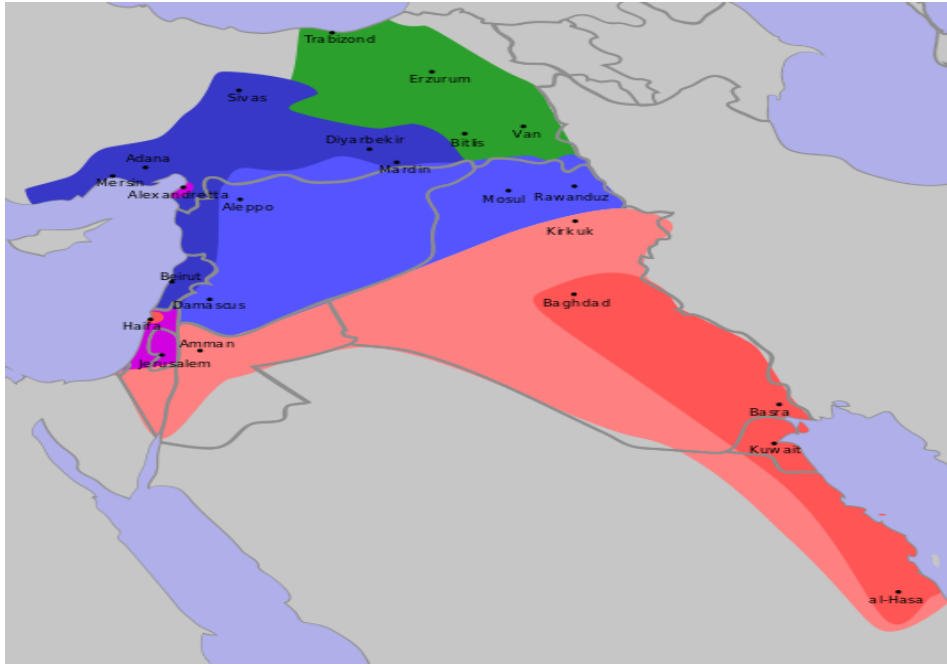 Trabizond
Erzurum
Sivas
Van
Bitlis
Diyarbekir
Mardin
Adana
Mersin
Alexandretta
Aleppo
Mosul
Rawanduz
Kirkuk
Beirut
Damascus
Baghdad
Haifa
Amman
Jerusalem
Basra
Kuwait
al-Hasa